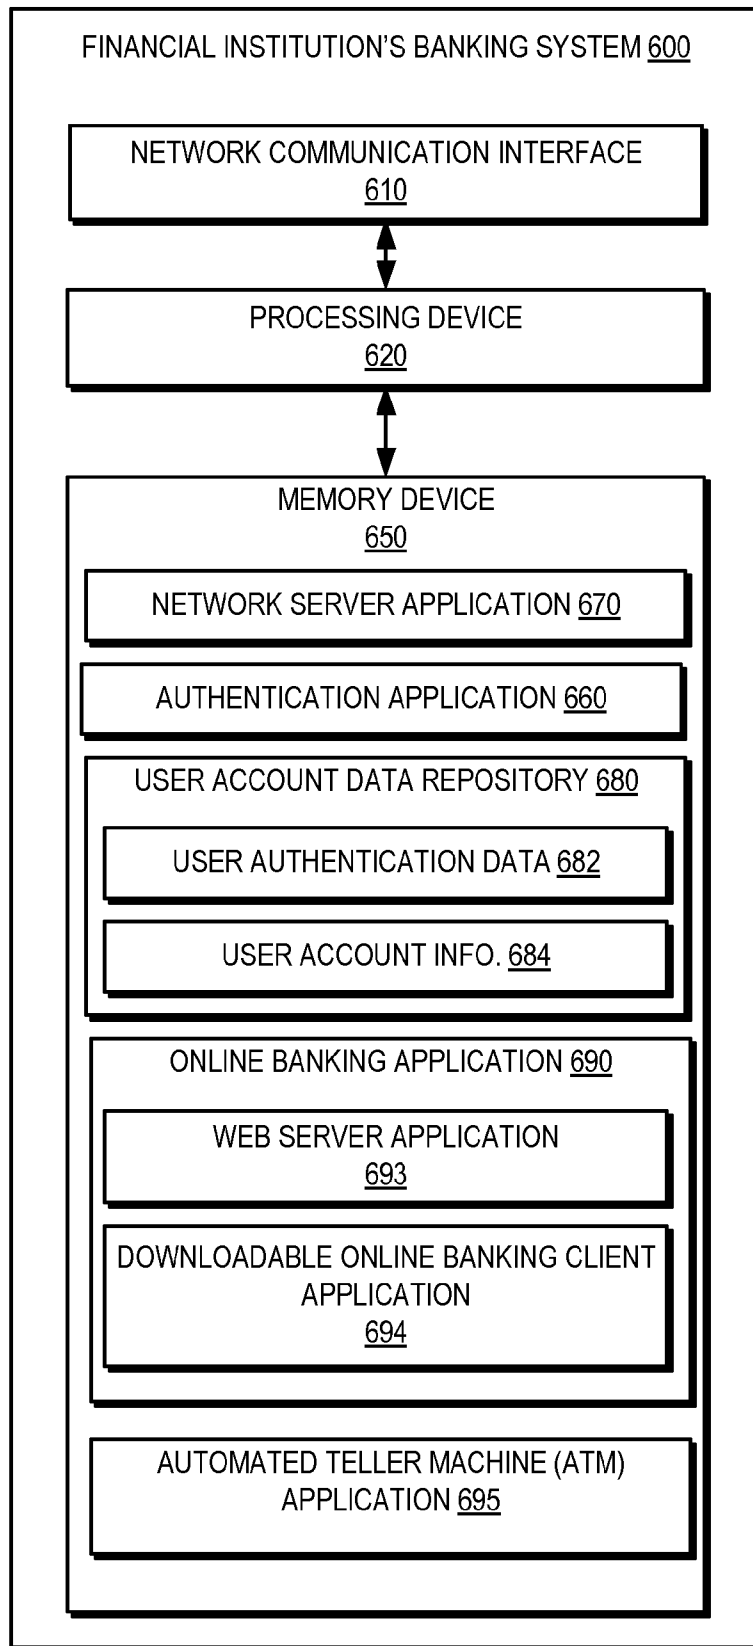 FINANCIAL INSTITUTION'S BANKING SYSTEM 600
NETWORK COMMUNICATION INTERFACE
610
PROCESSING DEVICE
620
MEMORY DEVICE
650
NETWORK SERVER APPLICATION 670
AUTHENTICATION APPLICATION 660
USER ACCOUNT DATA REPOSITORY 680
USER AUTHENTICATION DATA 682
USER ACCOUNT INFO. 684
ONLINE BANKING APPLICATION 690
WEB SERVER APPLICATION
693
DOWNLOADABLE ONLINE BANKING CLIENT
APPLICATION
694
AUTOMATED TELLER MACHINE (ATM)
APPLICATION 695